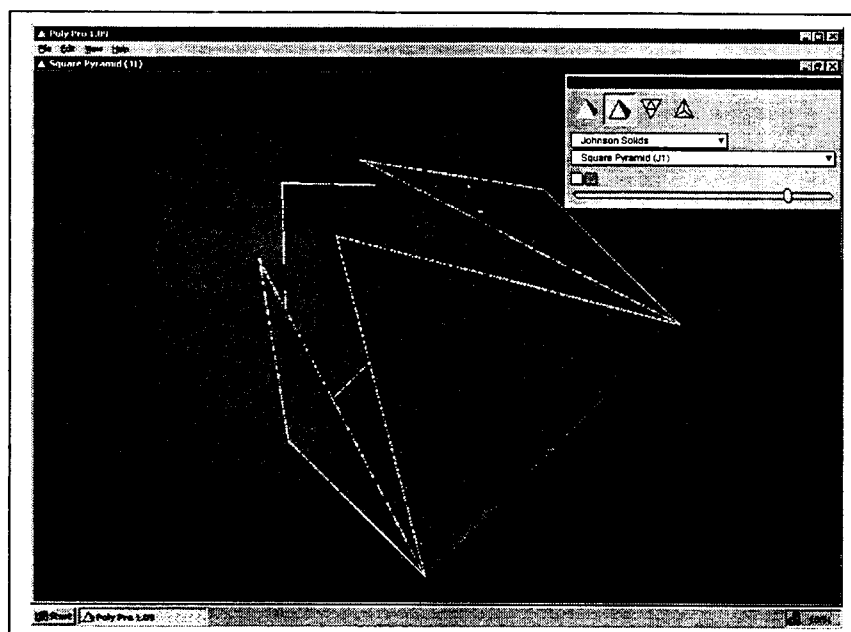 Poly Pro 1.09
File Edit View Help
Square Pyramid (J1)
Johnson Solids
Square Pyramid (J1)
Start Poly Pro 1.09